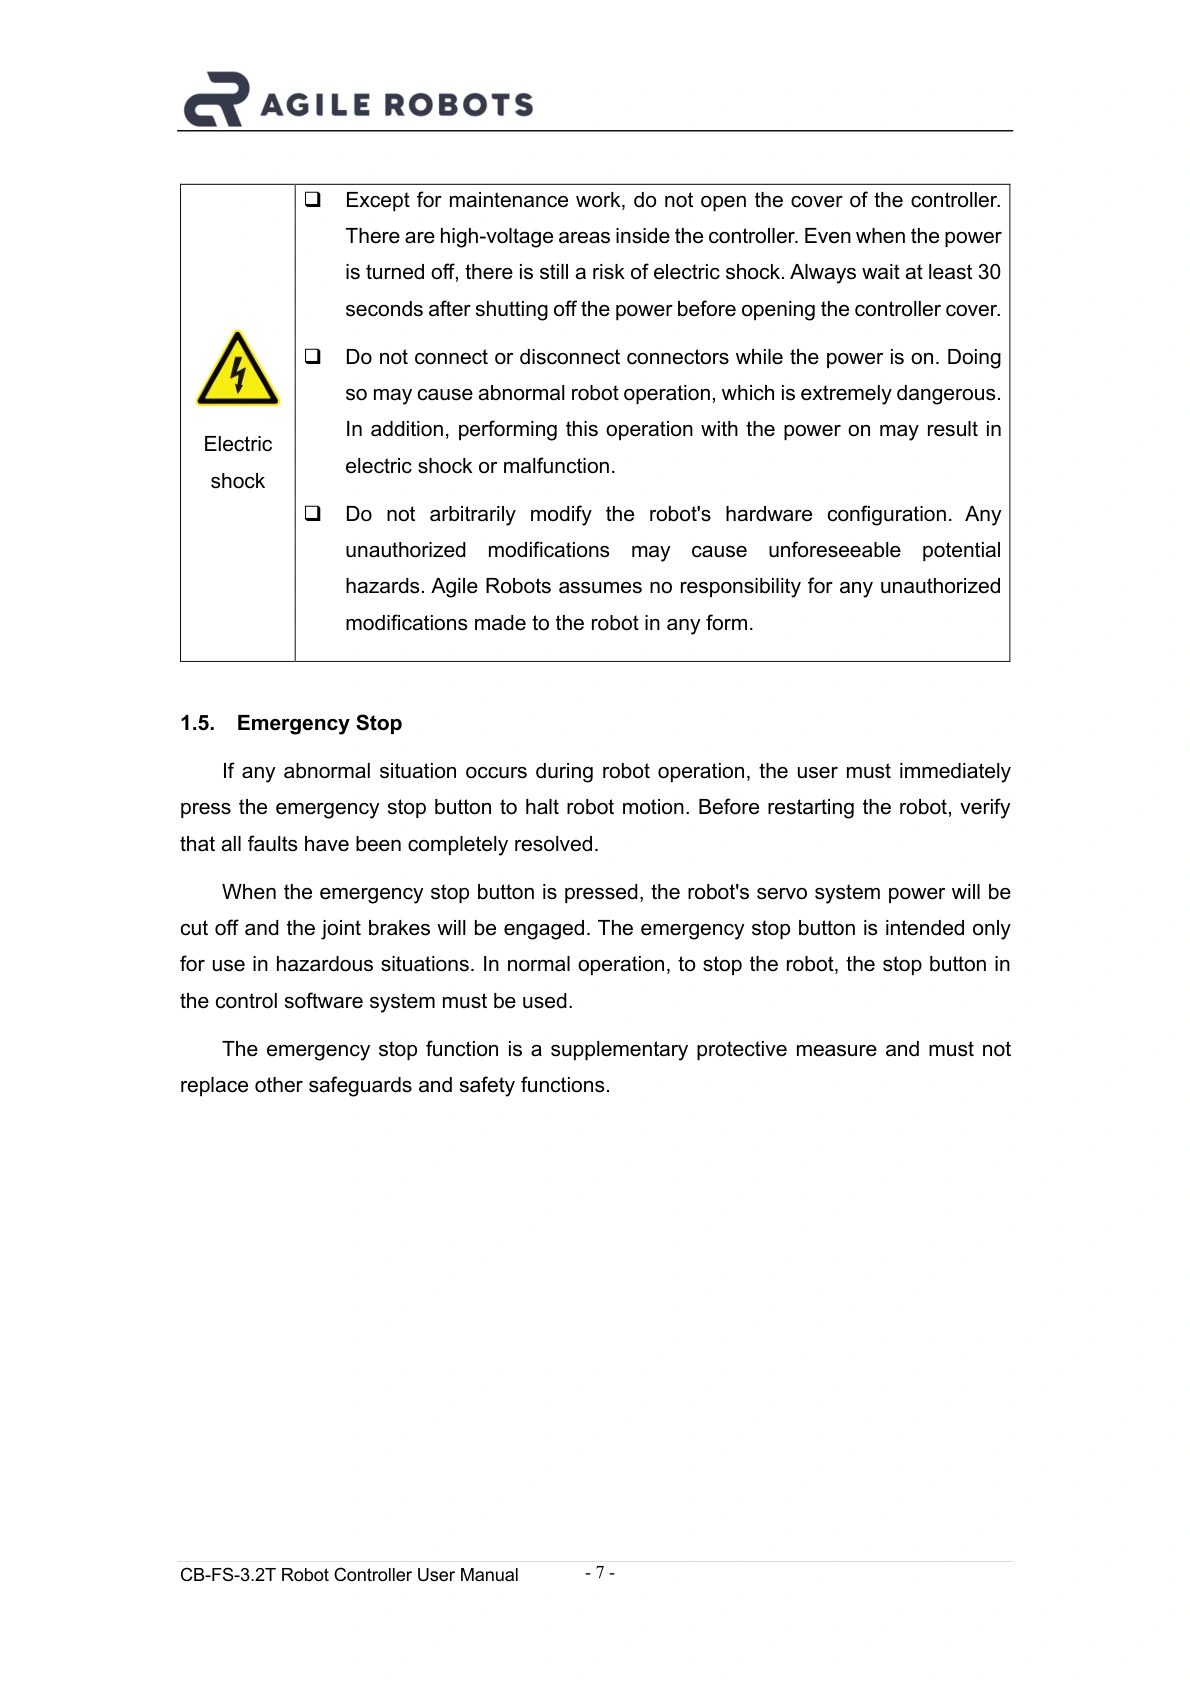 AGILE ROBOTS
Except for maintenance work, do not open the cover of the controller.
There are high-voltage areas inside the controller. Even when the power
is turned off, there is still a risk of electric shock. Always wait at least 30
seconds after shutting off the power before opening the controller cover.
Do not connect or disconnect connectors while the power is on. Doing
so may cause abnormal robot operation, which is extremely dangerous.
In addition, performing this operation with the power on may result in
electric shock or malfunction.
Electric
shock
Do not arbitrarily modify the robot's hardware configuration. Any
unauthorized modifications may cause unforeseeable potential
hazards. Agile Robots assumes no responsibility for any unauthorized
modifications made to the robot in any form.
1.5. Emergency Stop
If any abnormal situation occurs during robot operation, the user must immediately
press the emergency stop button to halt robot motion. Before restarting the robot, verify
that all faults have been completely resolved.
When the emergency stop button is pressed, the robot's servo system power will be
cut off and the joint brakes will be engaged. The emergency stop button is intended only
for use in hazardous situations. In normal operation, to stop the robot, the stop button in
the control software system must be used.
The emergency stop function is a supplementary protective measure and must not
replace other safeguards and safety functions.
CB-FS-3.2T Robot Controller User Manual - 7 -